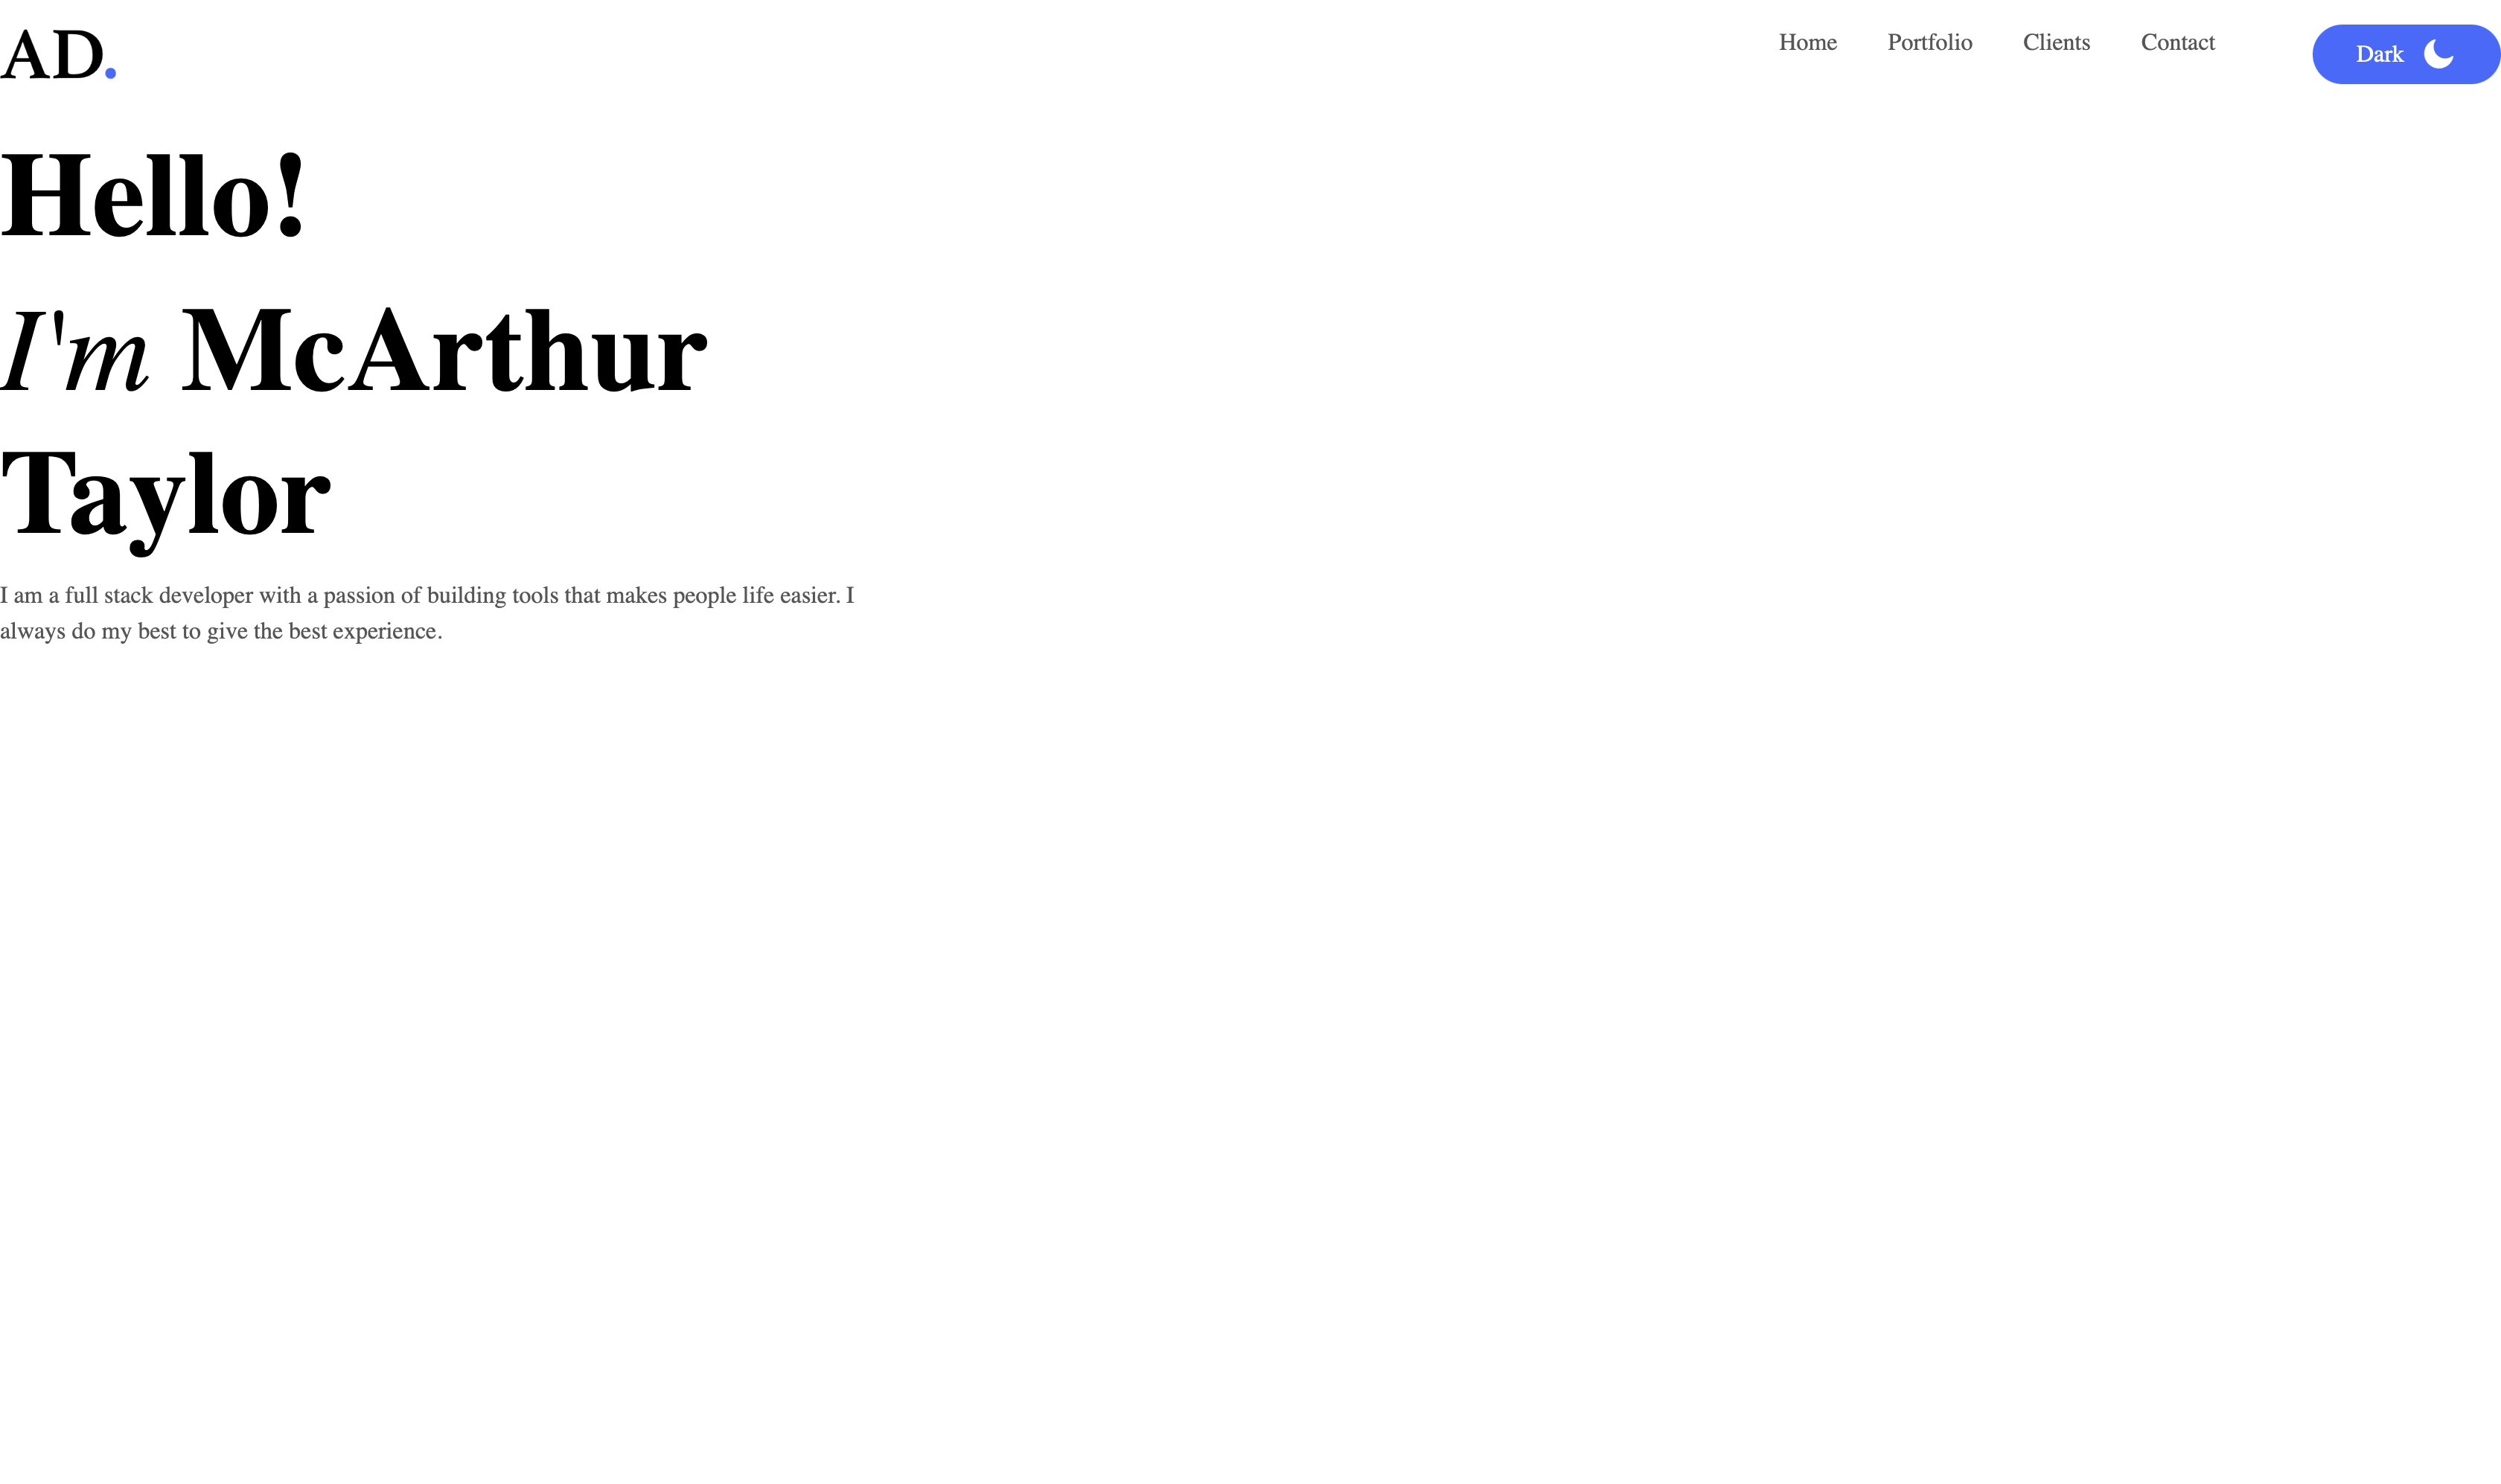 AD.
Home Portfolio Clients Contact Dark
Hello!
I'm McArthur
Taylor
I am a full stack developer with a passion of building tools that makes people life easier. I
always do my best to give the best experience.